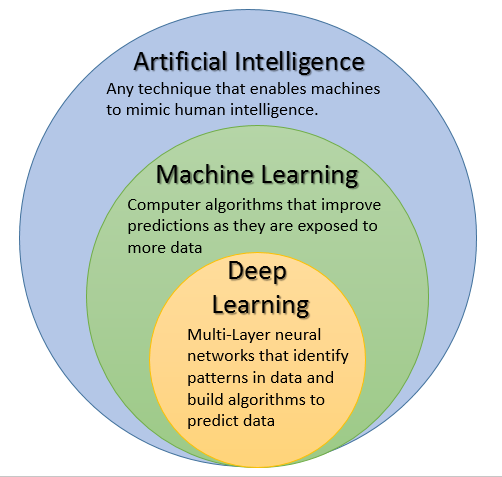 Artificial Intelligence
Any technique that enables machines
to mimic human intelligence.
Machine Learning
Computer algorithms that improve
predictions as they are exposed to
more data
Deep
Learning
Multi-Layer neural
networks that identify
patterns in data and
build algorithms to
predict data